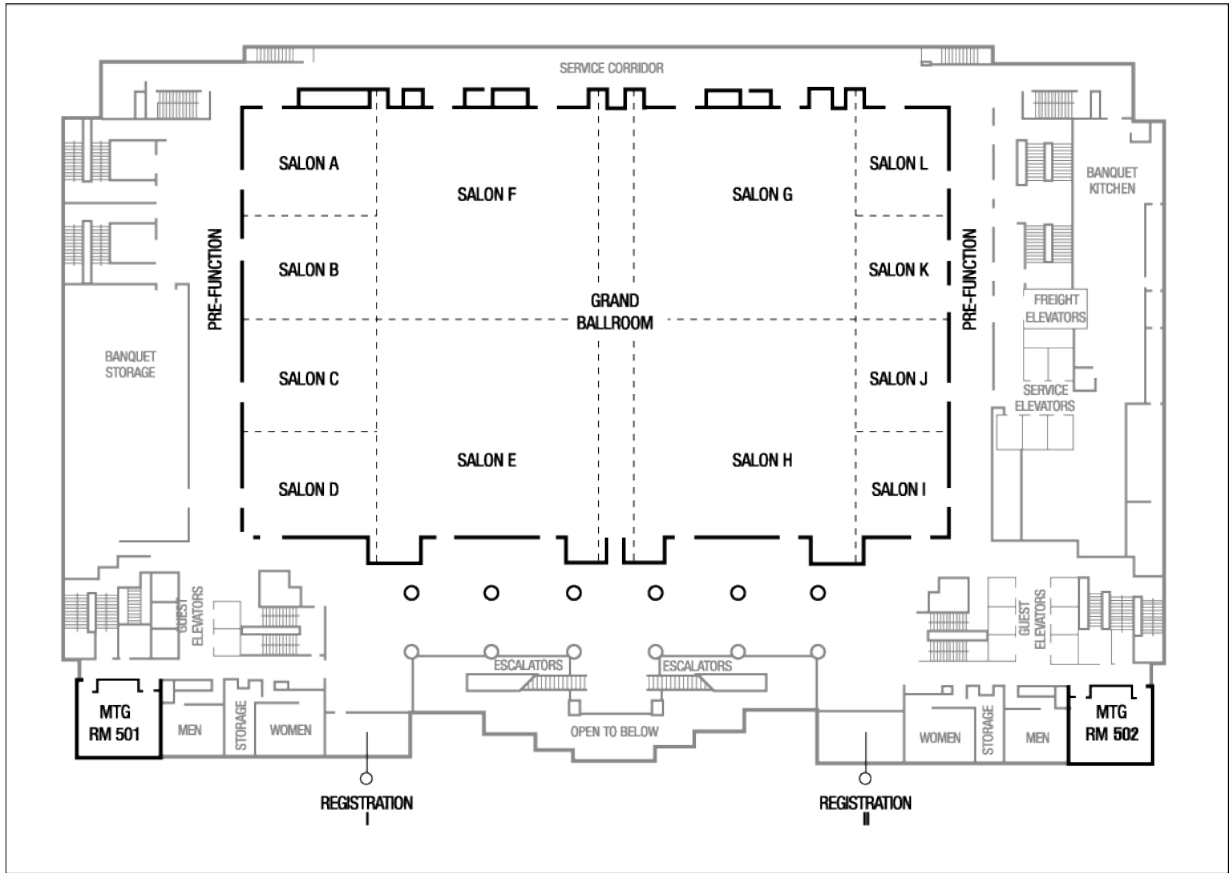 SERVICE CORRIDOR
SALON A
SALON L
BANQUET
KITCHEN
SALON F
SALON G
PRE-FUNCTION
SALON B
SALON K
PRE-FUNCTION
GRAND
BALLROOM
FREIGHT
ELEVATORS
BANQUET
STORAGE
SALON C
SALON J
SERVICE
ELEVATORS
SALON E
SALON H
SALON D
SALON I
GUEST
ELEVATORS
GUEST
ELEVATORS
ESCALATORS
ESCALATORS
MTG
RM 501
MEN
STORAGE
WOMEN
OPEN TO BELOW
WOMEN
STORAGE
MEN
MTG
RM 502
REGISTRATION
I
REGISTRATION
II